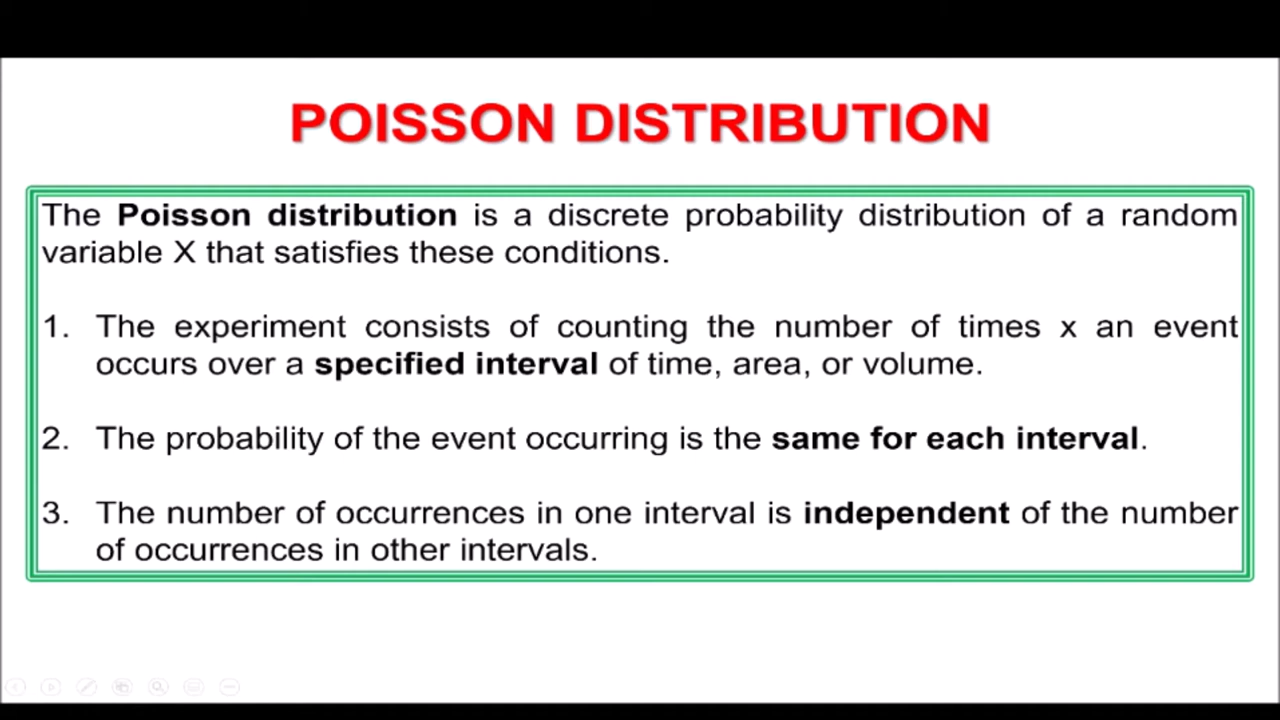 POISSON DISTRIBUTION
The Poisson distribution is a discrete probability distribution of a random
variable X that satisfies these conditions.
1. The experiment consists of counting the number of times x an event
occurs over a specified interval of time, area, or volume.
2. The probability of the event occurring is the same for each interval.
3. The number of occurrences in one interval is independent of the number
of occurrences in other intervals.